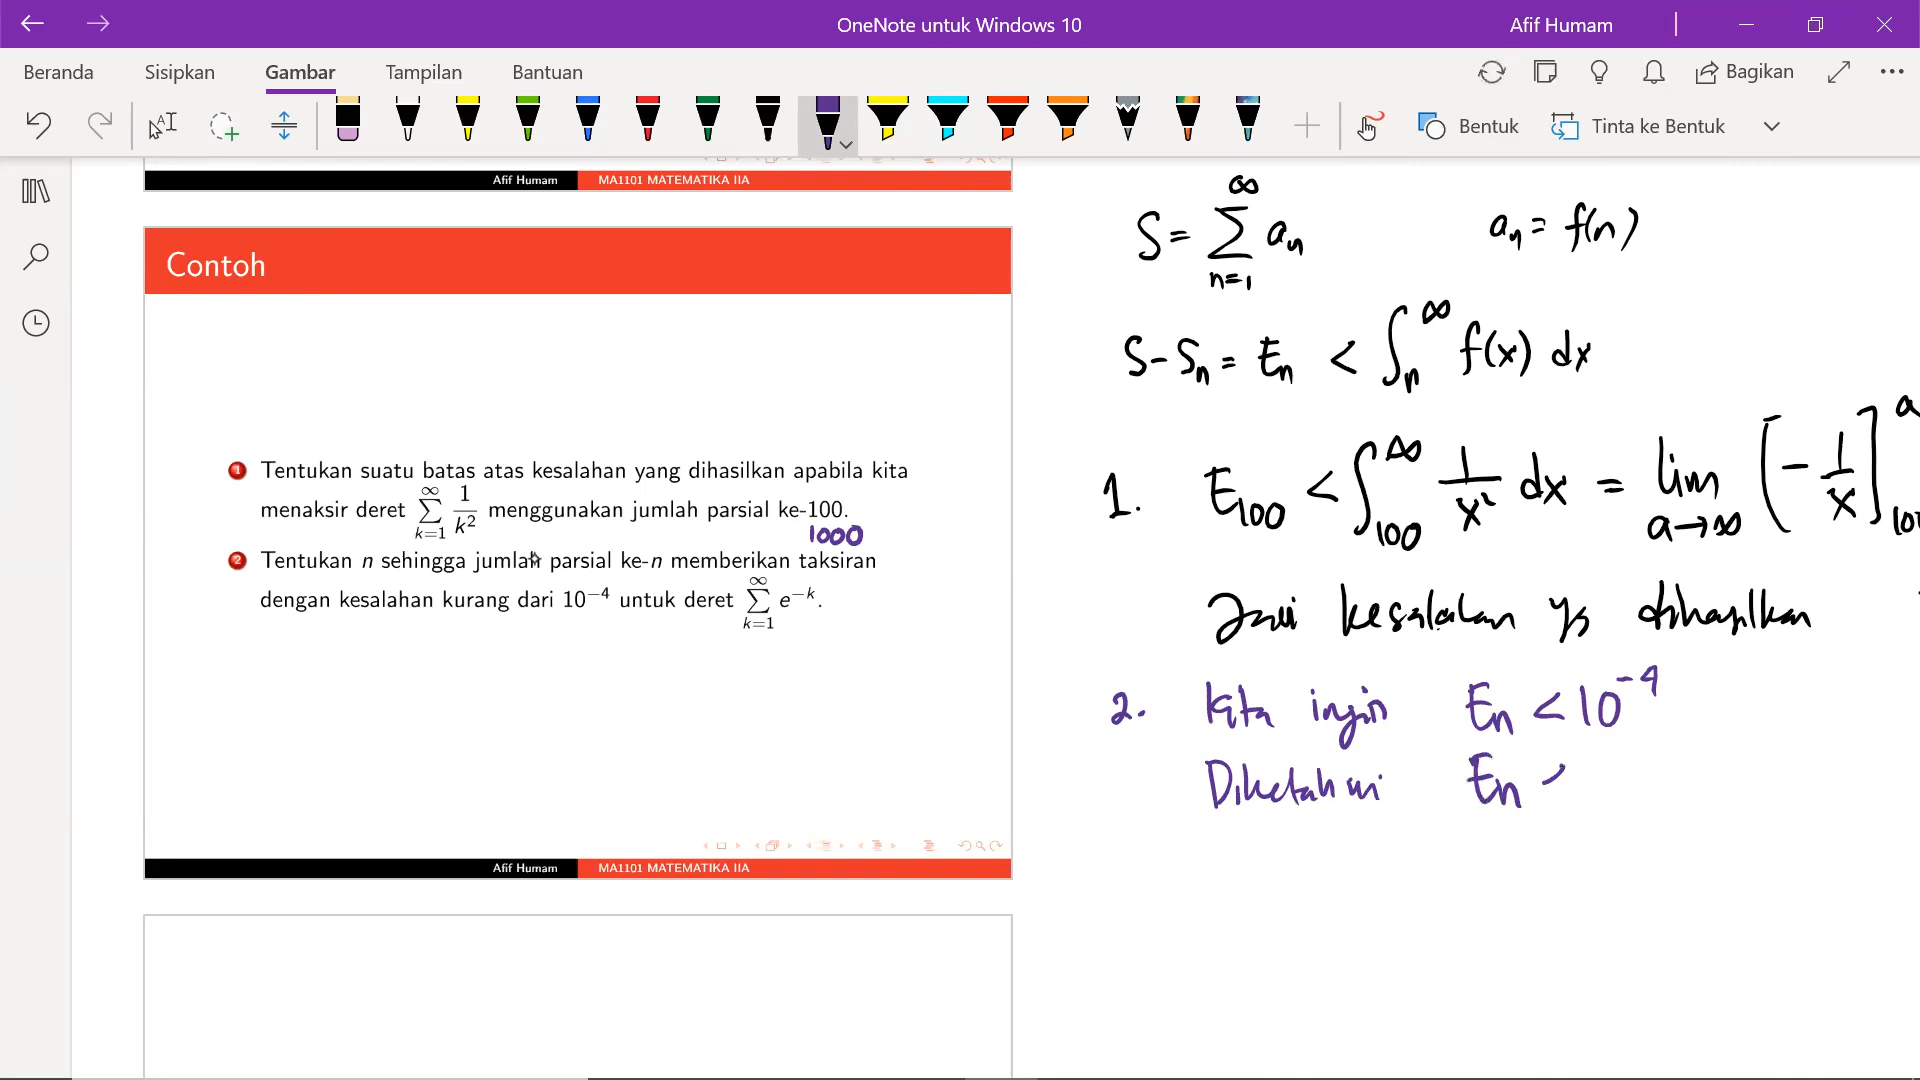 OneNote untuk Windows 10
Afif Humam
Beranda
Sisipkan
Gambar
Tampilan
Bantuan
Bagikan
Bentuk
Tinta ke Bentuk
Afif Humam
MA1101 MATEMATIKA IIA
Contoh
1 Tentukan suatu batas atas kesalahan yang dihasilkan apabila kita
menaksir deret ∑_{k=1}^{∞} 1/k² menggunakan jumlah parsial ke-100.
1000
2 Tentukan n sehingga jumlah parsial ke-n memberikan taksiran
dengan kesalahan kurang dari 10⁻⁴ untuk deret ∑_{k=1}^{∞} e^{-k}.
Afif Humam
MA1101 MATEMATIKA IIA
S = ∑_{n=1}^{∞} a_n
a_n = f(n)
S - S_n = E_n < ∫_n^∞ f(x) dx
1. E_100 < ∫_100^∞ 1/x² dx = lim_{a→∞} [-1/x]
Jadi kesalahan yg dihasilkan
2. Kita ingin E_n < 10⁻⁴
Diketahui E_n